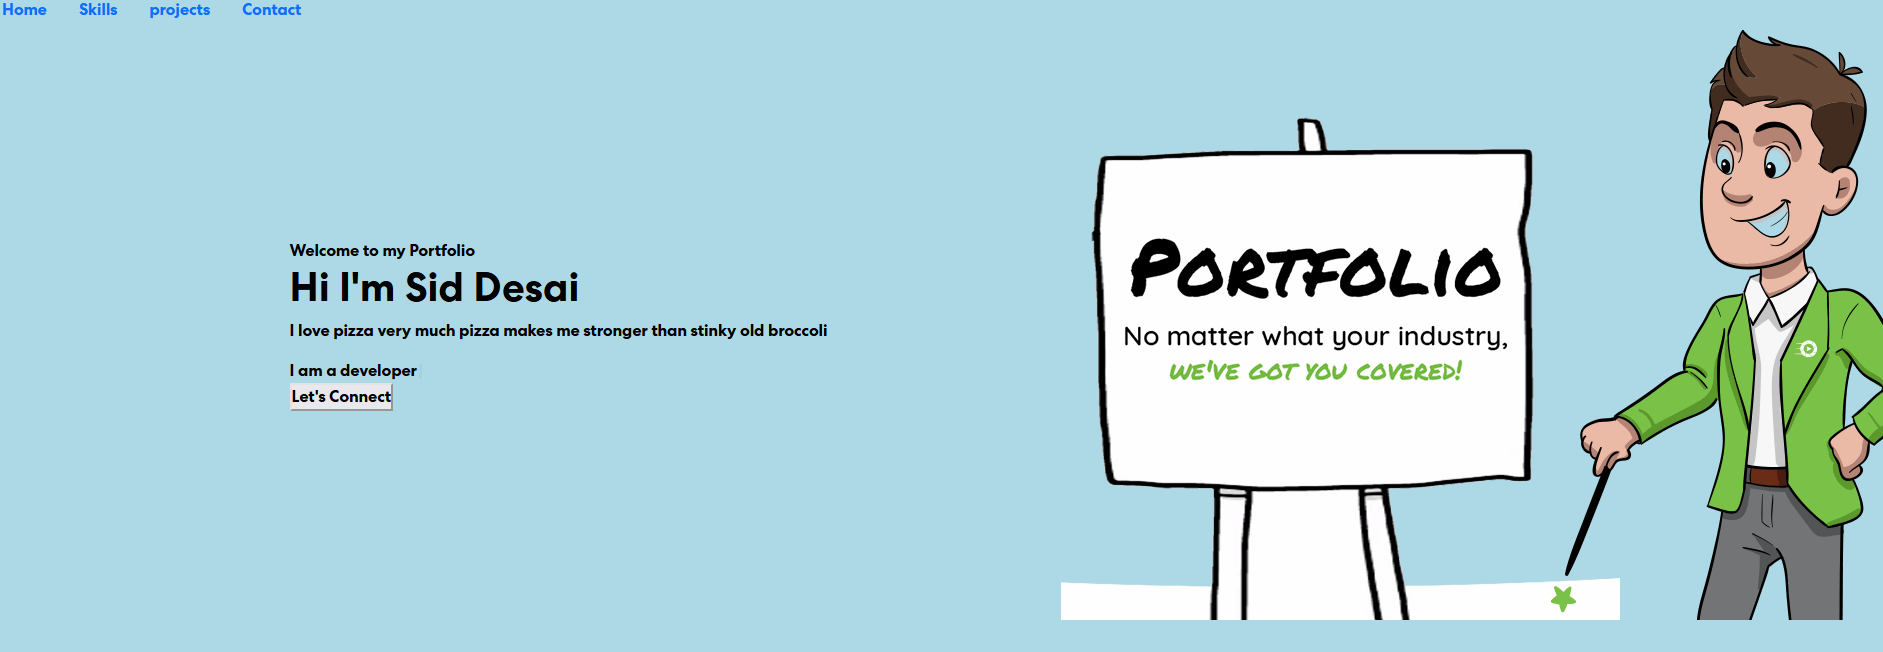 Home Skills projects Contact
Welcome to my Portfolio
Hi I'm Sid Desai
I love pizza very much pizza makes me stronger than stinky old broccoli
I am a developer
Let's Connect
PORTFOLIO
No matter what your industry,
WE'VE GOT YOU COVERED!